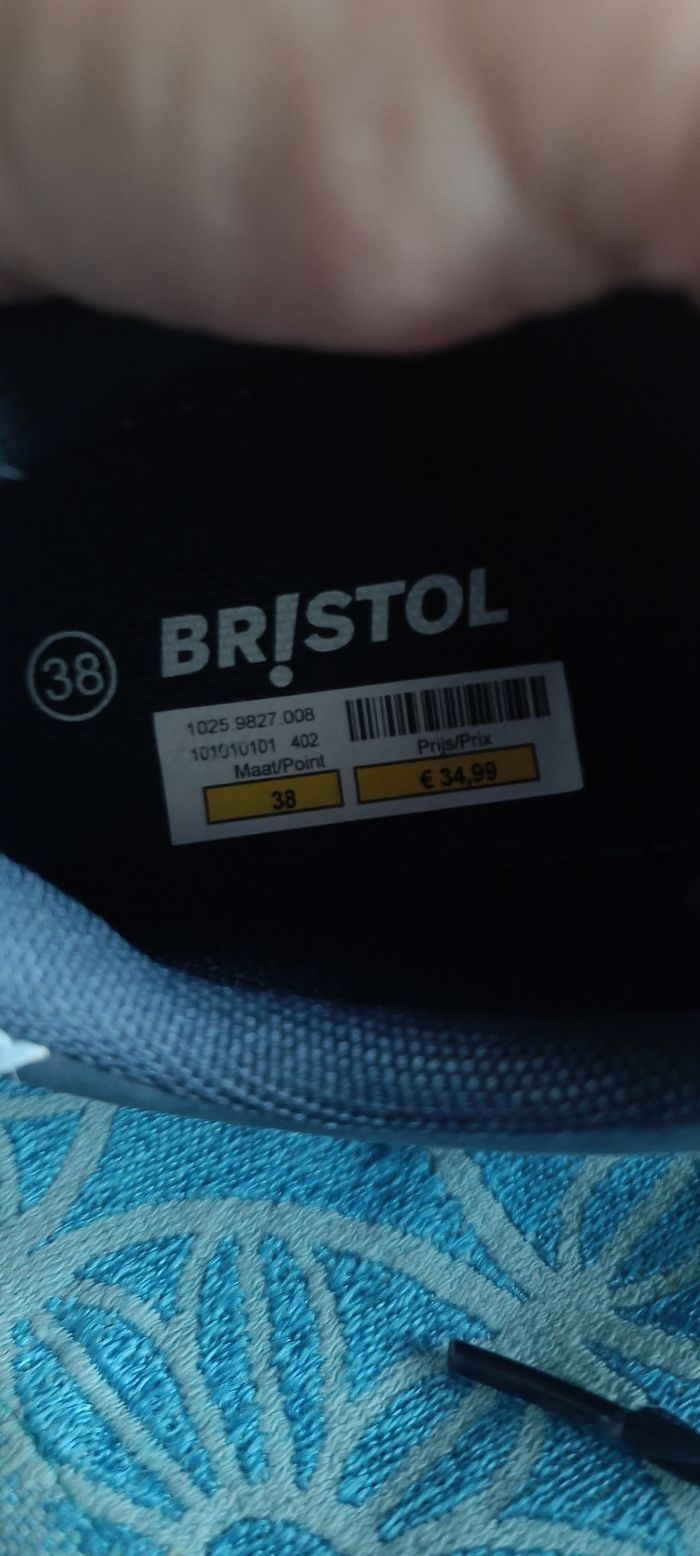 BR!STOL
38
1025.9827.008
101010101 402
Maat/Point
Prijs/Prix
38
€ 34,99